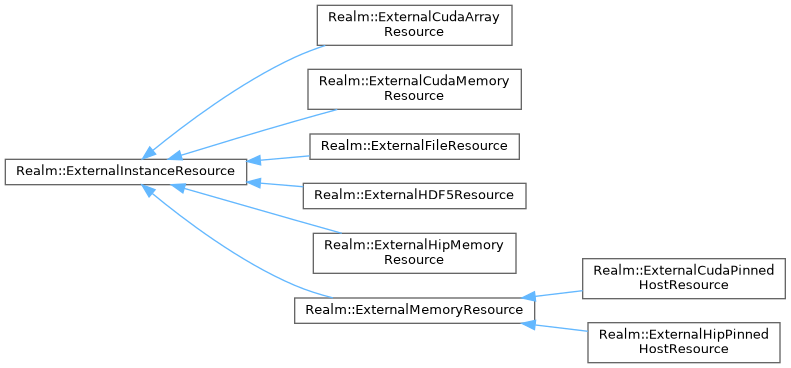 Realm::ExternalCudaArray
Resource
Realm::ExternalCudaMemory
Resource
Realm::ExternalFileResource
Realm::ExternalInstanceResource
Realm::ExternalHDF5Resource
Realm::ExternalHipMemory
Resource
Realm::ExternalCudaPinned
HostResource
Realm::ExternalMemoryResource
Realm::ExternalHipPinned
HostResource